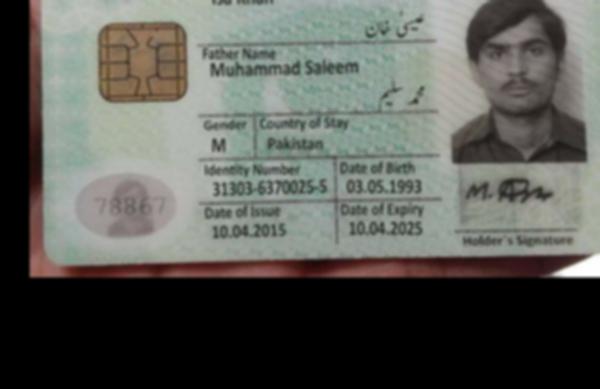 Isa Khan
عیسیٰ خان
Father Name
Muhammad Saleem
محمد سلیم
Gender Country of Stay
M Pakistan
Identity Number Date of Birth
31303-6370025-5 03.05.1993
78867
Date of Issue Date of Expiry
10.04.2015 10.04.2025
Holder's Signature